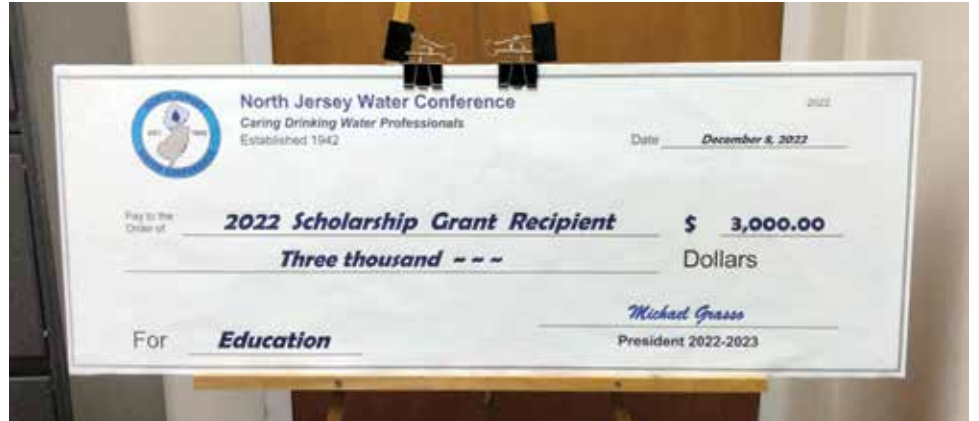 North Jersey Water Conference
2022
Caring Drinking Water Professionals
Established 1942
Date December 8, 2022
Pay to the
Order of
2022 Scholarship Grant Recipient $ 3,000.00
Three thousand ~ ~ ~ Dollars
Michael Grasso
For Education
President 2022-2023